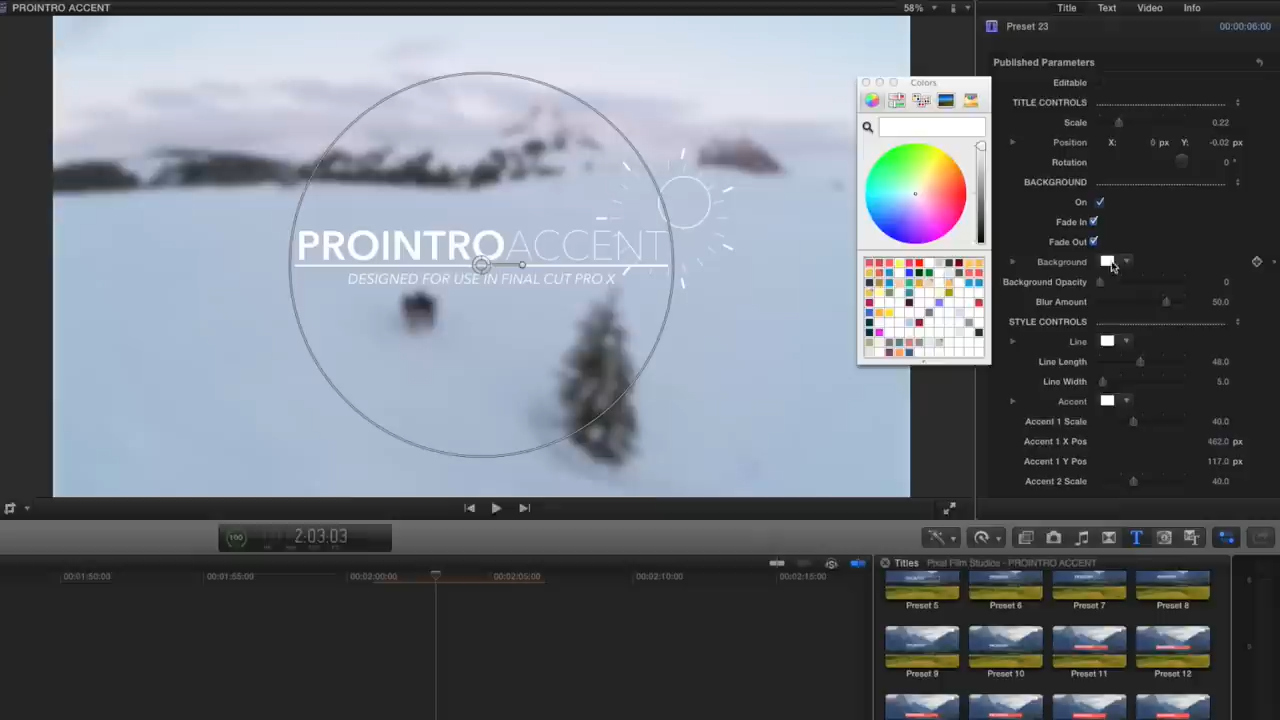 PROINTRO ACCENT
58%
Title Text Video Info
Preset 23
00:00:06:00
Published Parameters
Editable
TITLE CONTROLS
Scale 0.22
Position X: 0 px Y: -0.02 px
Rotation 0 °
BACKGROUND
On
Fade In
Fade Out
Background
Background Opacity 0
Blur Amount 50.0
STYLE CONTROLS
Line
Line Length 48.0
Line Width 5.0
Accent
Accent 1 Scale 40.0
Accent 1 X Pos 462.0 px
Accent 1 Y Pos 117.0 px
Accent 2 Scale 40.0
Colors
PROINTROACCENT
DESIGNED FOR USE IN FINAL CUT PRO X
100
2:03:03
00:01:50:00 00:01:55:00 00:02:00:00 00:02:05:00 00:02:10:00 00:02:15:00
Titles Pixel Film Studios - PROINTRO ACCENT
Preset 5 Preset 6 Preset 7 Preset 8
Preset 9 Preset 10 Preset 11 Preset 12